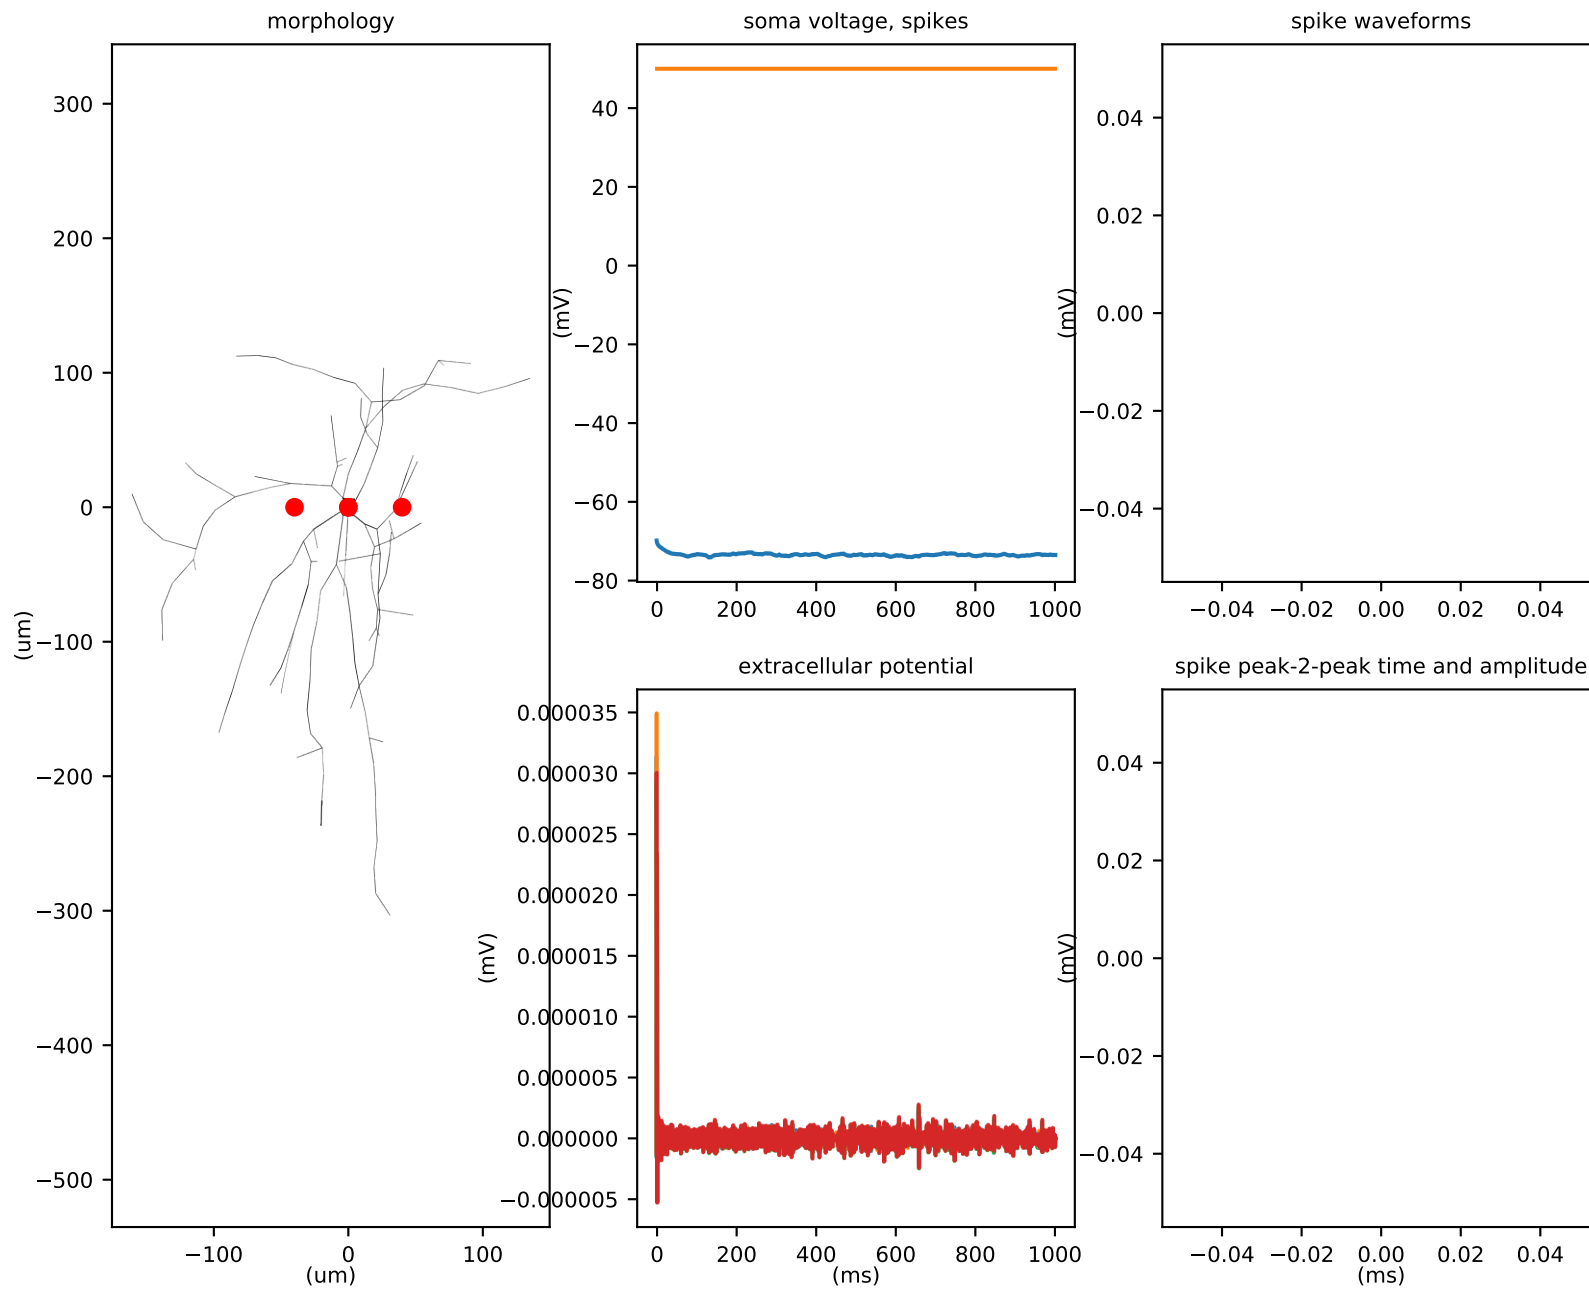 morphology
300
200
100
0
−100
−200
−300
−400
−500
(um)
−100 0 100
(um)
soma voltage, spikes
40
20
0
−20
−40
−60
−80
(mV)
0 200 400 600 800 1000
spike waveforms
0.04
0.02
0.00
−0.02
−0.04
(mV)
−0.04 −0.02 0.00 0.02 0.04
extracellular potential
0.000035
0.000030
0.000025
0.000020
0.000015
0.000010
0.000005
0.000000
−0.000005
(mV)
0 200 400 600 800 1000
(ms)
spike peak-2-peak time and amplitude
0.04
0.02
0.00
−0.02
−0.04
(mV)
−0.04 −0.02 0.00 0.02 0.04
(ms)